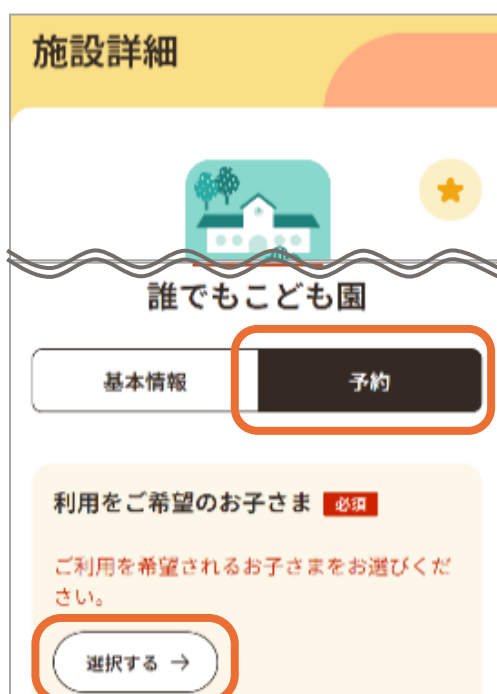 施設詳細
誰でもこども園
基本情報 予約
利用をご希望のお子さま 必須
ご利用を希望されるお子さまをお選びくだ
さい。
選択する →